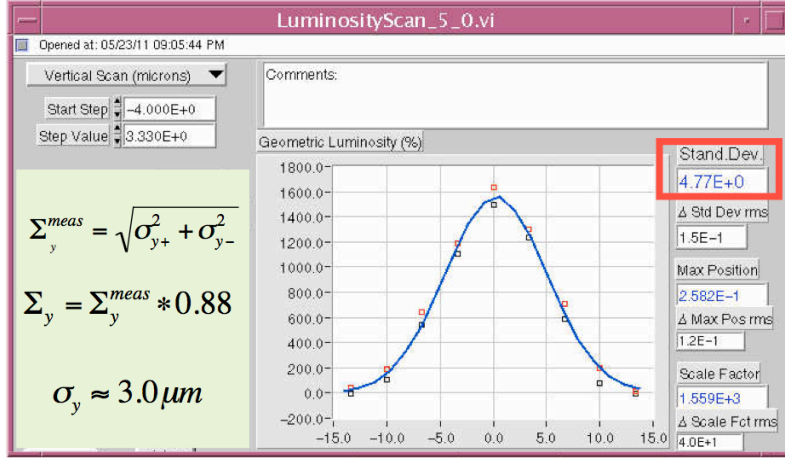 LuminosityScan_5_0.vi
Opened at: 05/23/11 09:05:44 PM
Vertical Scan (microns)
Start Step -4.000E+0
Step Value 3.330E+0
Comments:
Geometric Luminosity (%)
1800.0
1600.0
1400.0
1200.0
1000.0
800.0
600.0
400.0
200.0
0.0
-200.0
-15.0 -10.0 -5.0 0.0 5.0 10.0 15.0
Σ_y^meas = √σ²_y+ + σ²_y−
Σ_y = Σ_y^meas *0.88
σ_y ≈ 3.0 μm
Stand.Dev.
4.77E+0
Δ Std Dev rms
1.5E-1
Max Position
2.582E-1
Δ Max Pos rms
1.2E-1
Scale Factor
1.559E+3
Δ Scale Fct rms
4.0E+1